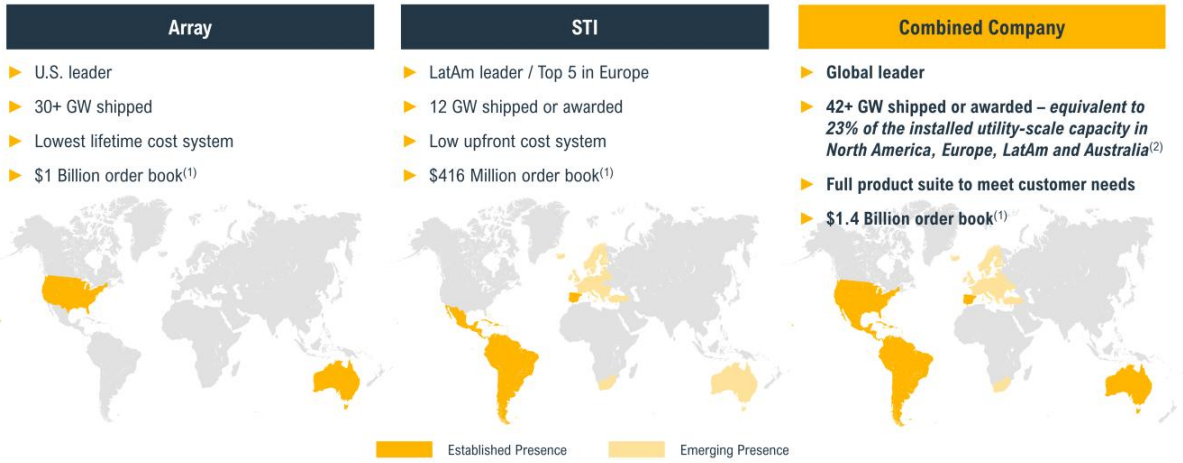 Array
U.S. leader
30+ GW shipped
Lowest lifetime cost system
$1 Billion order book(1)
STI
LatAm leader / Top 5 in Europe
12 GW shipped or awarded
Low upfront cost system
$416 Million order book(1)
Combined Company
Global leader
42+ GW shipped or awarded – equivalent to
23% of the installed utility-scale capacity in
North America, Europe, LatAm and Australia(2)
Full product suite to meet customer needs
$1.4 Billion order book(1)
Established Presence
Emerging Presence